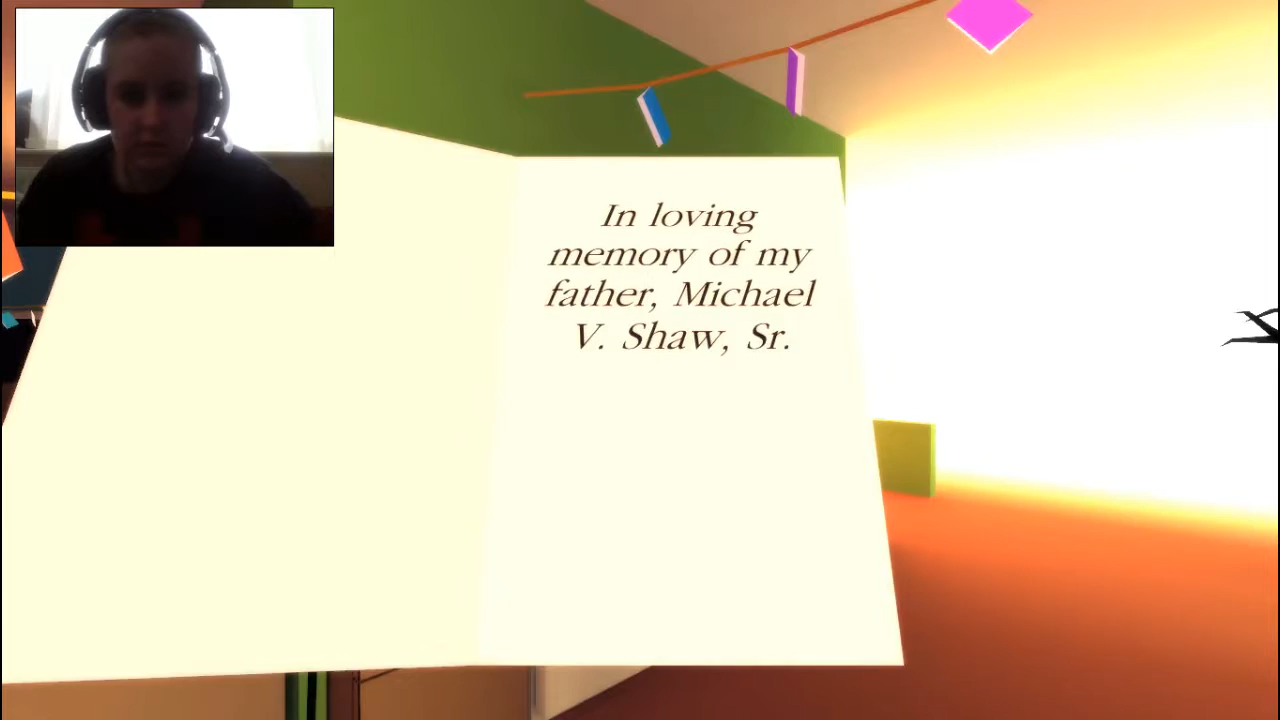 In loving
memory of my
father, Michael
V. Shaw, Sr.